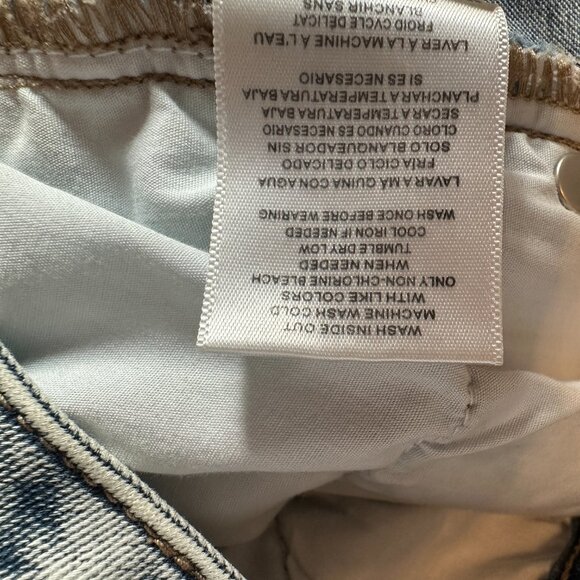 WASH INSIDE OUT
MACHINE WASH COLD
WITH LIKE COLORS
ONLY NON-CHLORINE BLEACH
WHEN NEEDED
TUMBLE DRY LOW
COOL IRON IF NEEDED
WASH ONCE BEFORE WEARING
LAVAR A MÁ QUINA CON AGUA
FRÍA CICLO DELICADO
SOLO BLANQUEADOR SIN
CLORO CUANDO ES NECESARIO
SECAR A TEMPERATURA BAJA
PLANCHAR A TEMPERATURA BAJA
SI ES NECESARIO
LAVER À LA MACHINE À L'EAU
FROID CYCLE DELICAT
BLANCHIR SANS